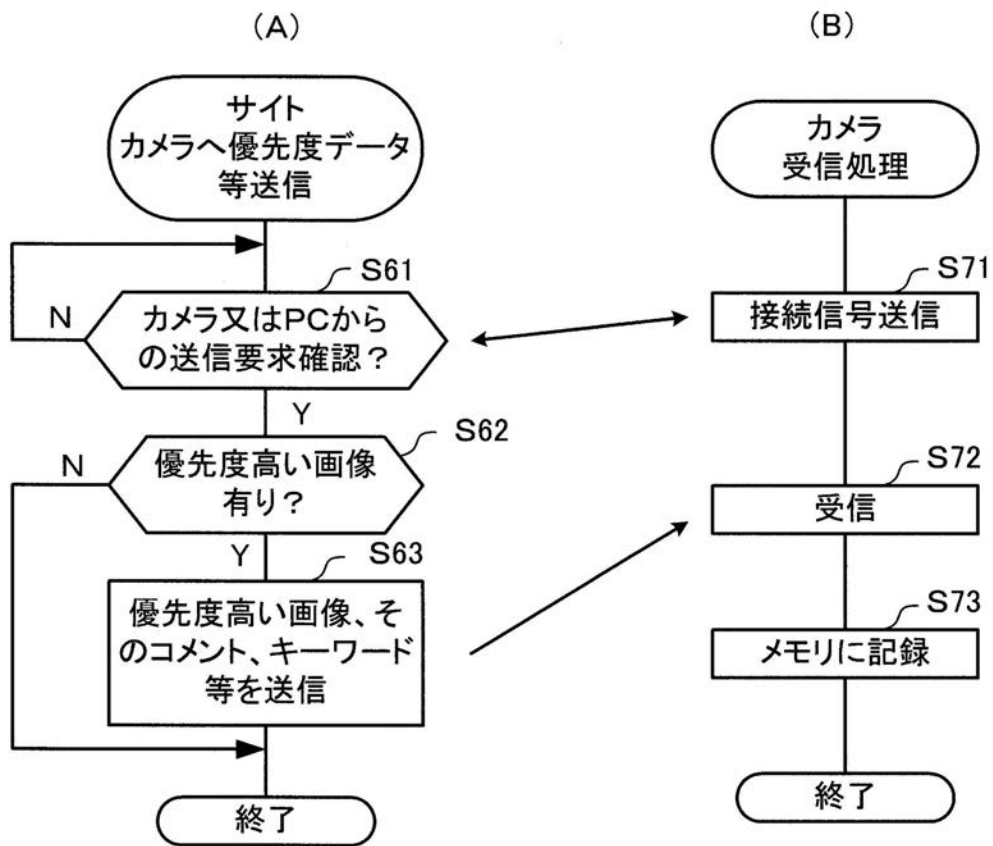 (A)
サイト
カメラへ優先度データ
等送信
S61
カメラ又はPCから
の送信要求確認？
N
Y
S62
優先度高い画像
有り？
N
Y
S63
優先度高い画像、そ
のコメント、キーワード
等を送信
終了
(B)
カメラ
受信処理
S71
接続信号送信
S72
受信
S73
メモリに記録
終了